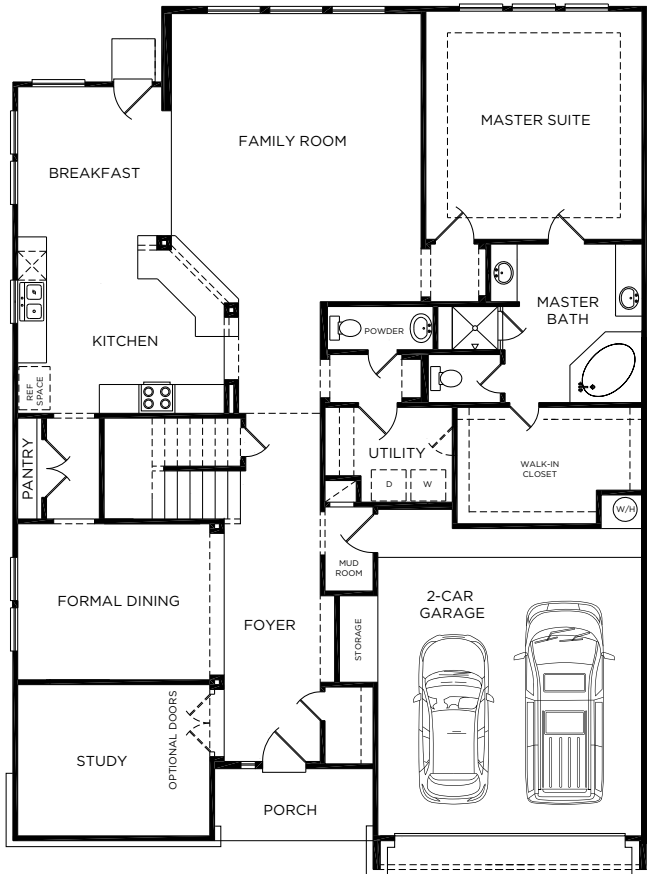 FAMILY ROOM
MASTER SUITE
BREAKFAST
MASTER
BATH
POWDER
KITCHEN
REF
SPACE
PANTRY
UTILITY
D
W
WALK-IN
CLOSET
W/H
MUD
ROOM
FORMAL DINING
FOYER
STORAGE
2-CAR
GARAGE
STUDY
OPTIONAL DOORS
PORCH